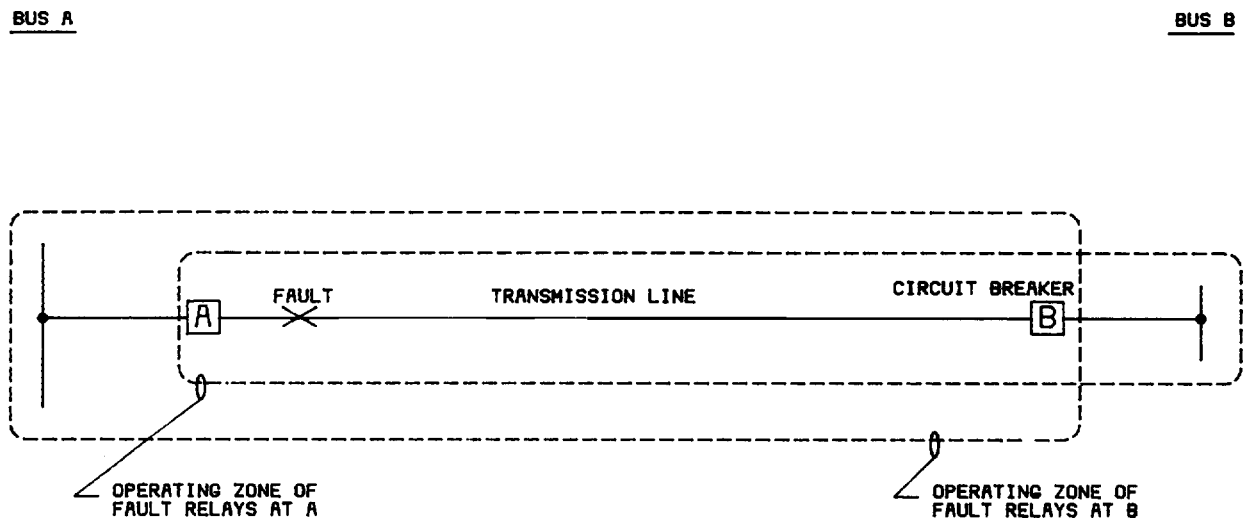 BUS A
BUS B
FAULT
TRANSMISSION LINE
CIRCUIT BREAKER
A
B
OPERATING ZONE OF
FAULT RELAYS AT A
OPERATING ZONE OF
FAULT RELAYS AT B